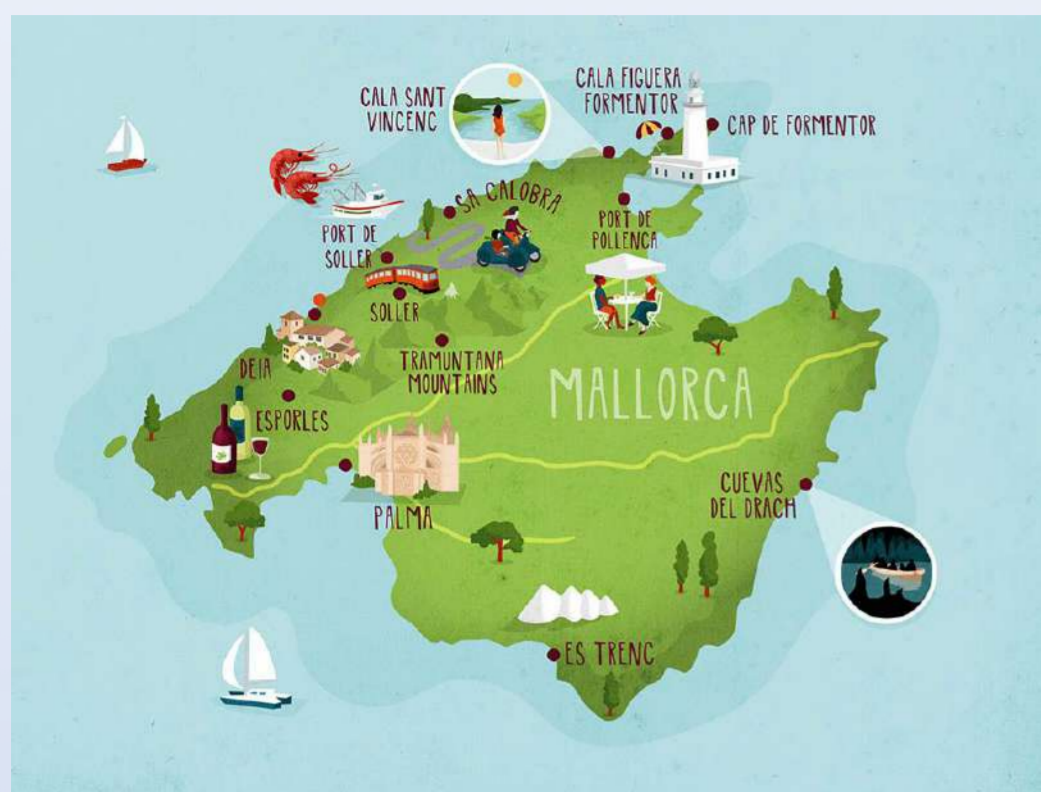 CALA SANT
VINCENC
CALA FIGUERA
FORMENTOR
CAP DE FORMENTOR
SA CALOBRA
PORT DE
POLLENCA
PORT DE
SOLLER
SOLLER
DEIA
TRAMUNTANA
MOUNTAINS
MALLORCA
ESPORLES
PALMA
CUEVAS
DEL DRACH
ES TRENC